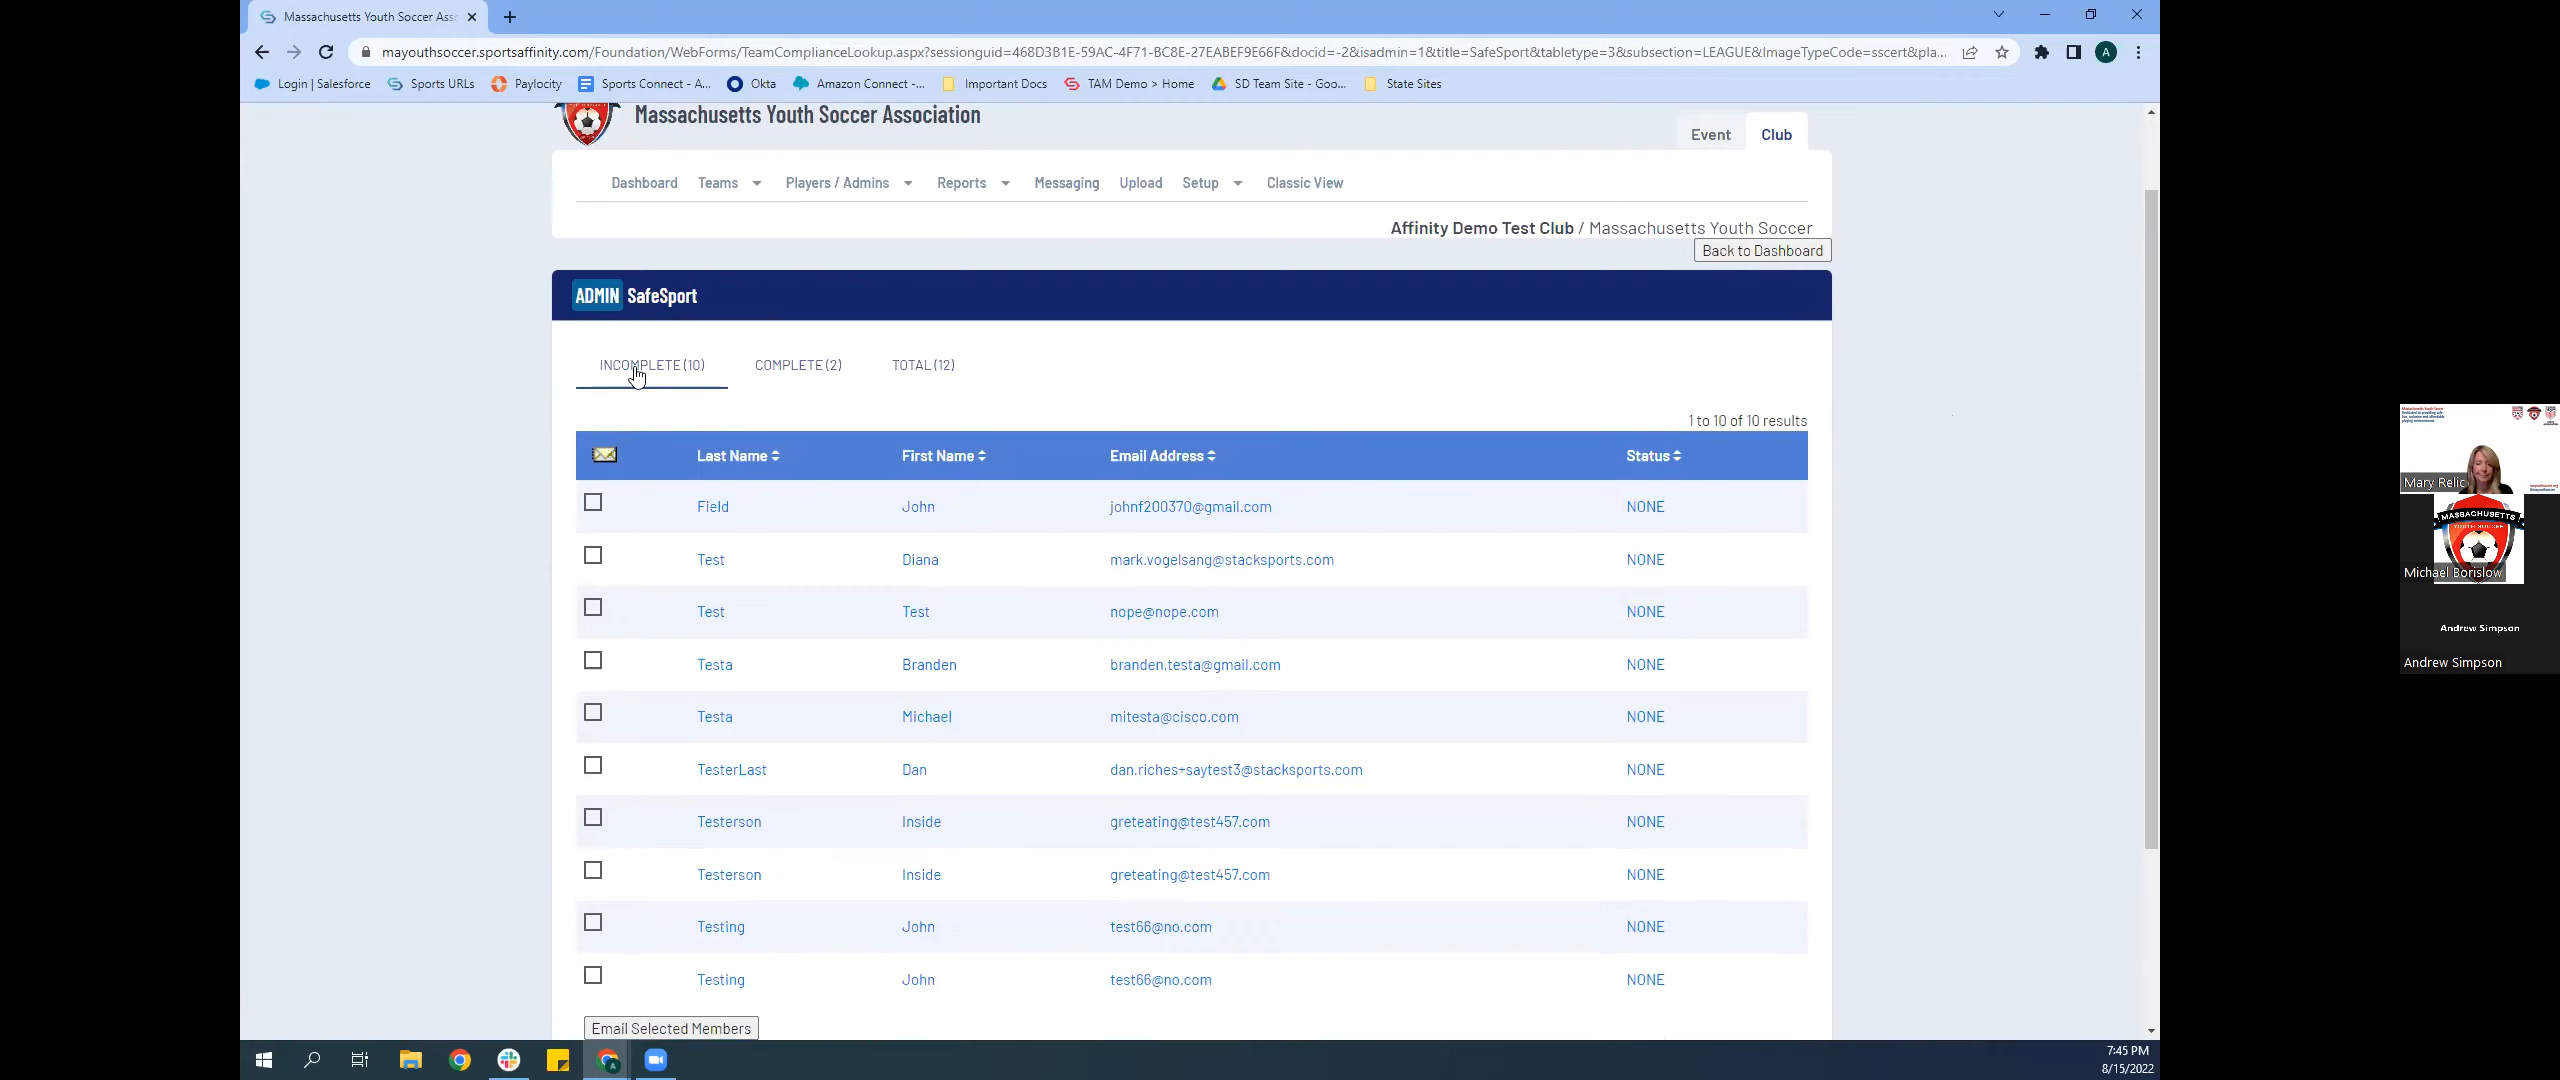 Massachusetts Youth Soccer Ass
mayouthsoccer.sportsaffinity.com/Foundation/WebForms/TeamComplianceLookup.aspx?sessionguid=468D3B1E-59AC-4F71-BC8E-27EABEF9E66F&docid=-2&isadmin=1&title=SafeSport&tabletype=3&subsection=LEAGUE&ImageTypeCode=sscert&pla...
A
Login | Salesforce Sports URLs Paylocity Sports Connect - A... Okta Amazon Connect -... Important Docs TAM Demo > Home SD Team Site - Goo... State Sites
Massachusetts Youth Soccer Association
Event Club
Dashboard Teams Players / Admins Reports Messaging Upload Setup Classic View
Affinity Demo Test Club / Massachusetts Youth Soccer
Back to Dashboard
ADMIN SafeSport
INCOMPLETE (10) COMPLETE (2) TOTAL (12)
1 to 10 of 10 results
Last Name First Name Email Address Status
Field John johnf200370@gmail.com NONE
Test Diana mark.vogelsang@stacksports.com NONE
Test Test nope@nope.com NONE
Testa Branden branden.testa@gmail.com NONE
Testa Michael mitesta@cisco.com NONE
TesterLast Dan dan.riches+saytest3@stacksports.com NONE
Testerson Inside greteating@test457.com NONE
Testerson Inside greteating@test457.com NONE
Testing John test66@no.com NONE
Testing John test66@no.com NONE
Email Selected Members
7:45 PM
8/15/2022
Mary Relic
MASSACHUSETTS
YOUTH SOCCER
Michael Borislow
Andrew Simpson
Andrew Simpson